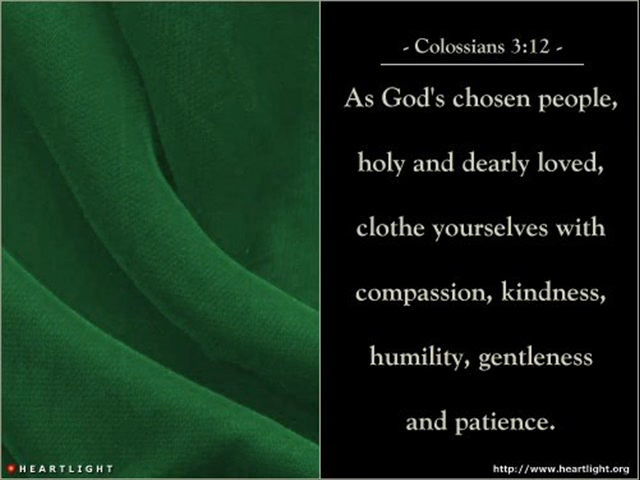 - Colossians 3:12 -
As God's chosen people,
holy and dearly loved,
clothe yourselves with
compassion, kindness,
humility, gentleness
and patience.
HEARTLIGHT
http://www.heartlight.org